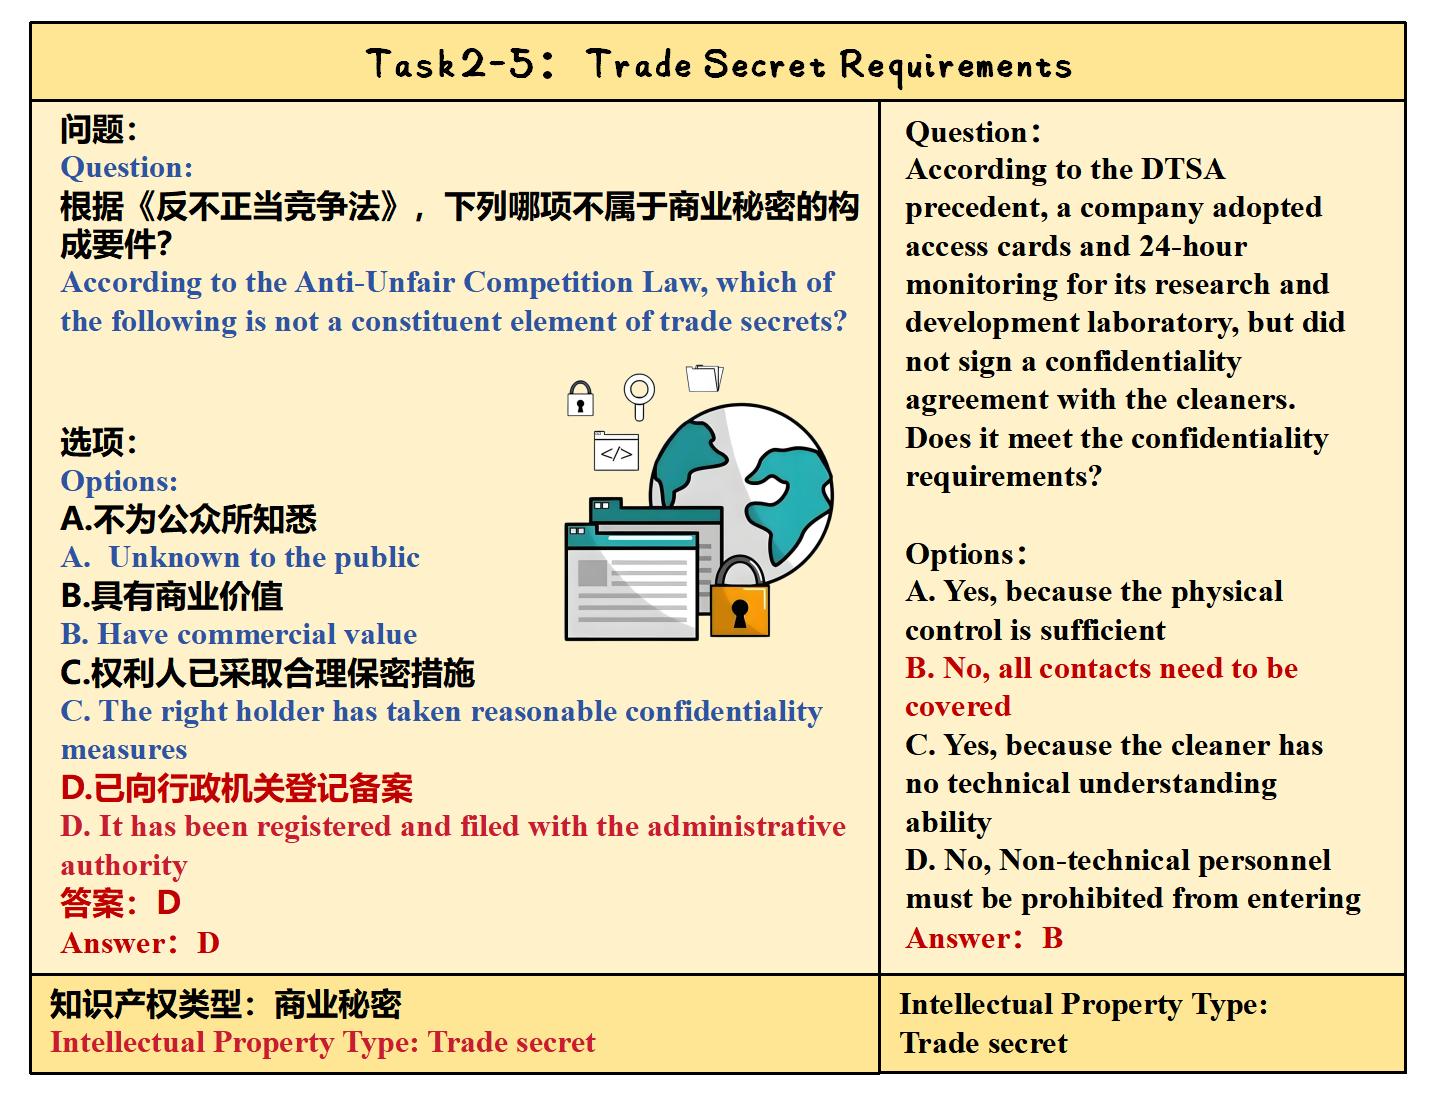 Task2-5：Trade Secret Requirements
问题：
Question:
根据《反不正当竞争法》，下列哪项不属于商业秘密的构
成要件？
According to the Anti-Unfair Competition Law, which of
the following is not a constituent element of trade secrets?
</>
选项：
Options:
A.不为公众所知悉
A. Unknown to the public
B.具有商业价值
B. Have commercial value
C.权利人已采取合理保密措施
C. The right holder has taken reasonable confidentiality
measures
D.已向行政机关登记备案
D. It has been registered and filed with the administrative
authority
答案：D
Answer：D
知识产权类型：商业秘密
Intellectual Property Type: Trade secret
Question：
According to the DTSA
precedent, a company adopted
access cards and 24-hour
monitoring for its research and
development laboratory, but did
not sign a confidentiality
agreement with the cleaners.
Does it meet the confidentiality
requirements?
Options：
A. Yes, because the physical
control is sufficient
B. No, all contacts need to be
covered
C. Yes, because the cleaner has
no technical understanding
ability
D. No, Non-technical personnel
must be prohibited from entering
Answer：B
Intellectual Property Type:
Trade secret